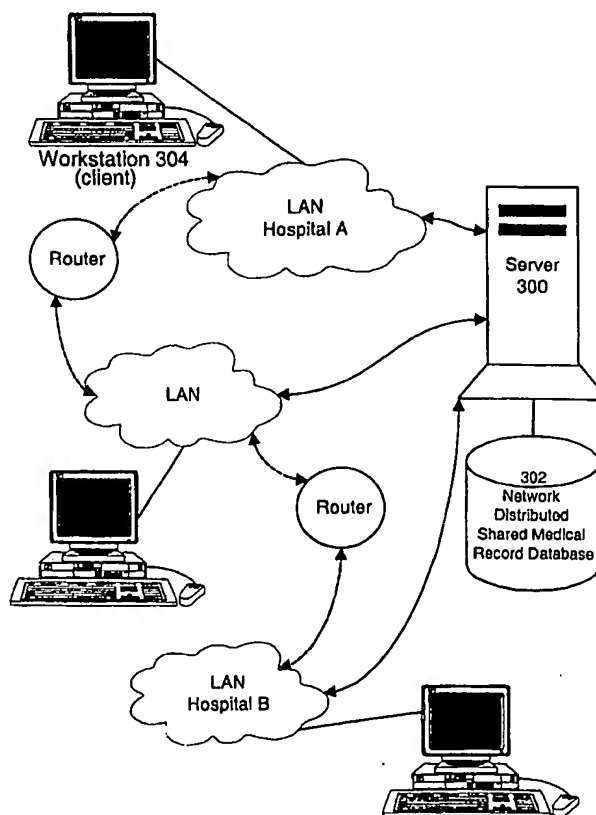 Workstation 304
(client)
LAN
Hospital A
Router
Server
300
LAN
Router
302
Network
Distributed
Shared Medical
Record Database
LAN
Hospital B